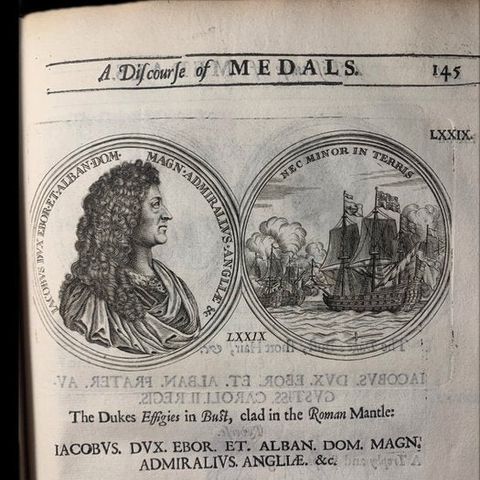 A Discourse of MEDALS.
145
LXXIX.
IACOBVS DVX EBOR·ET·ALBAN·DOM· MAGN·ADMIRALIVS·ANGLIÆ &c
NEC MINOR IN TERRIS
LXXIX
The Dukes Effigies in Bust, clad in the Roman Mantle:
IACOBVS. DVX. EBOR. ET. ALBAN. DOM. MAGN.
ADMIRALIVS. ANGLIÆ. &c.